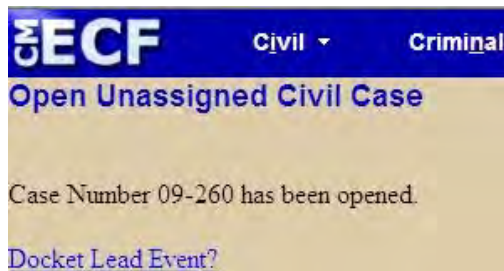 CM ECF Civil Criminal
Open Unassigned Civil Case
Case Number 09-260 has been opened.
Docket Lead Event?